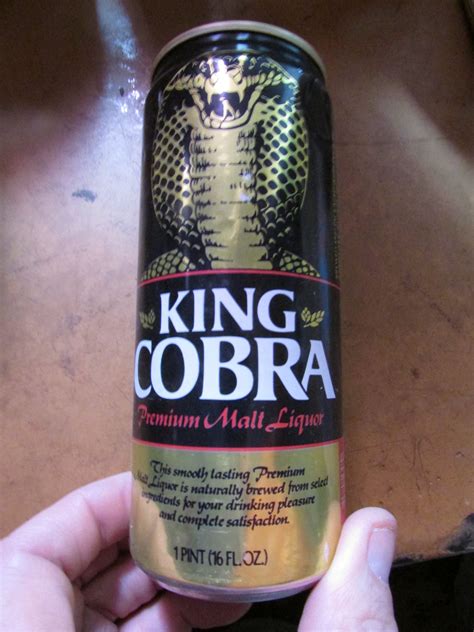 KING
COBRA
Premium Malt Liquor
This smooth tasting Premium
Malt Liquor is naturally brewed from select
ingredients for your drinking pleasure
and complete satisfaction.
1 PINT (16 FL.OZ.)